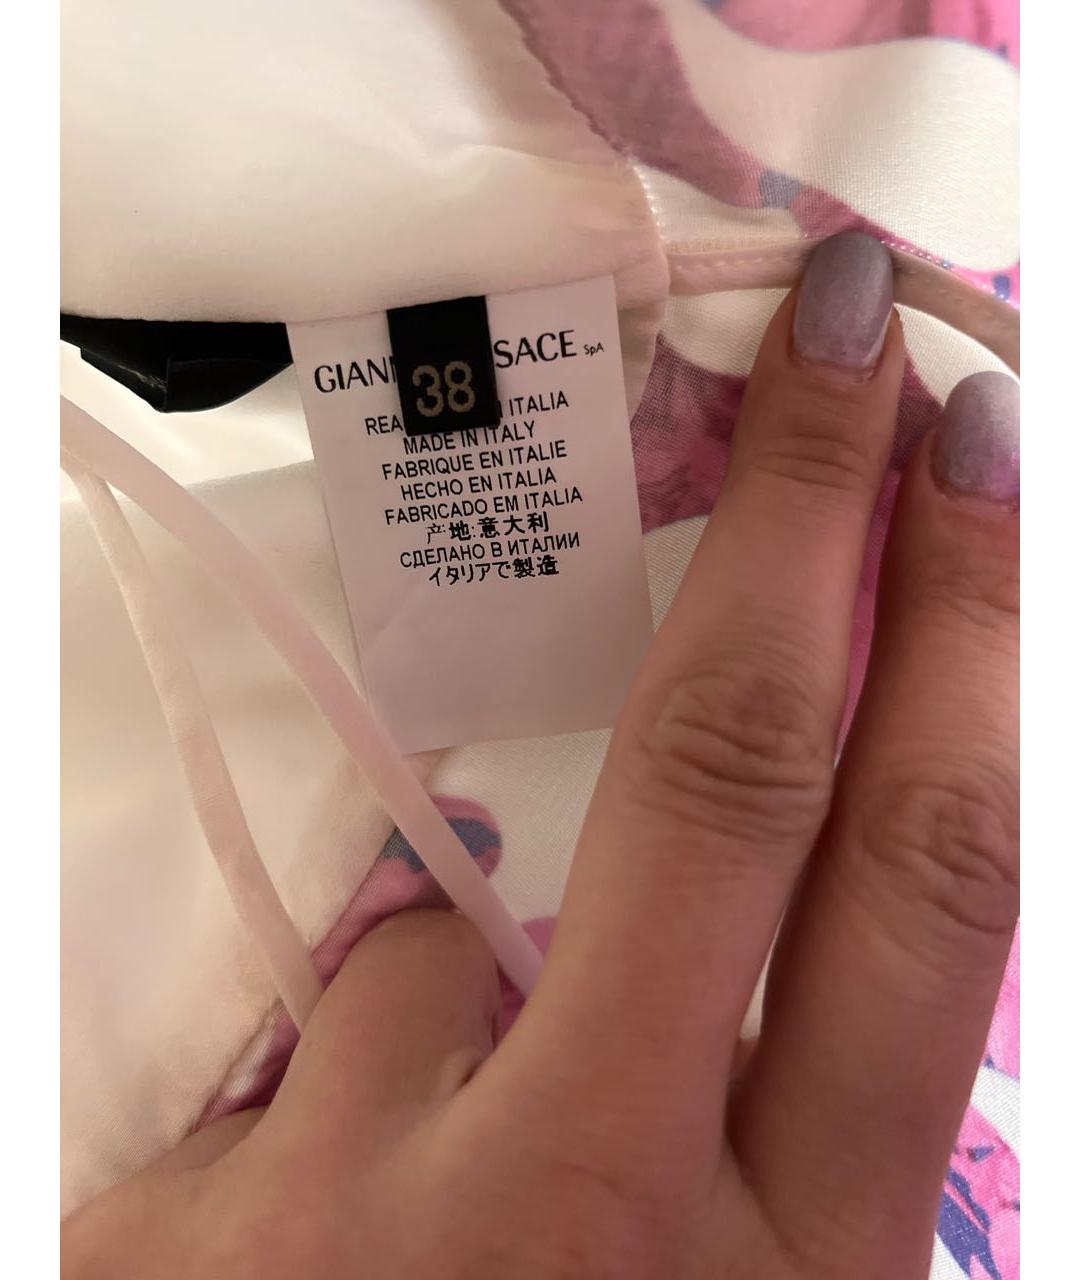 GIAN SACE SpA
38
REA ITALIA
MADE IN ITALY
FABRIQUE EN ITALIE
HECHO EN ITALIA
FABRICADO EM ITALIA
产地:意大利
СДЕЛАНО В ИТАЛИИ
イタリアで製造